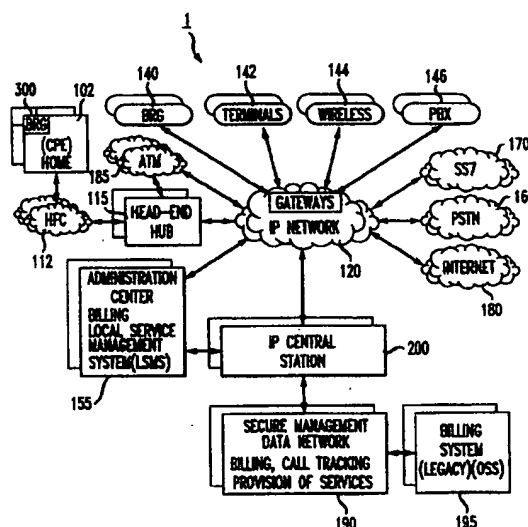 1
140
142
144
146
300
102
BRG
TERMINALS
WIRELESS
PBX
BRG
(CPE)
HOME
170
ATM
SS7
185
GATEWAYS
16
115
HEAD-END
HUB
IP NETWORK
PSTN
HFC
112
120
INTERNET
180
ADMINISTRATION
CENTER
BILLING
LOCAL SERVICE
MANAGEMENT
SYSTEM(LSMS)
155
IP CENTRAL
STATION
200
SECURE MANAGEMENT
DATA NETWORK
BILLING, CALL TRACKING
PROVISION OF SERVICES
190
BILLING
SYSTEM
(LEGACY)(OSS)
195